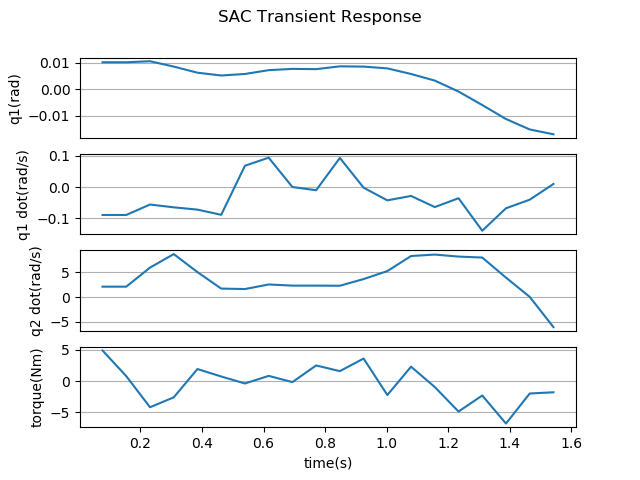 SAC Transient Response
q1(rad)
0.01
0.00
−0.01
q1 dot(rad/s)
0.1
0.0
−0.1
q2 dot(rad/s)
5
0
−5
torque(Nm)
5
0
−5
0.2 0.4 0.6 0.8 1.0 1.2 1.4 1.6
time(s)